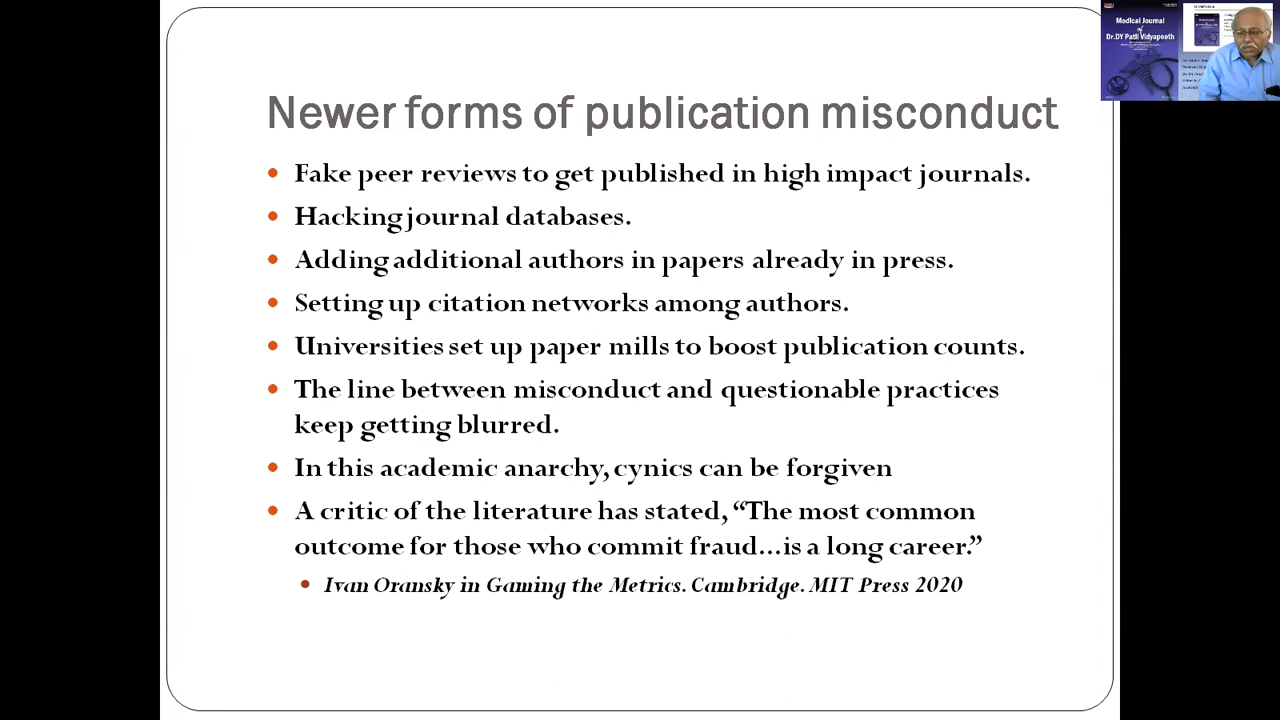 Newer forms of publication misconduct
Fake peer reviews to get published in high impact journals.
Hacking journal databases.
Adding additional authors in papers already in press.
Setting up citation networks among authors.
Universities set up paper mills to boost publication counts.
The line between misconduct and questionable practices
keep getting blurred.
In this academic anarchy, cynics can be forgiven
A critic of the literature has stated, “The most common
outcome for those who commit fraud...is a long career.”
Ivan Oransky in Gaming the Metrics. Cambridge. MIT Press 2020
Medical Journal
of
Dr.DY Patil Vidyapeeth